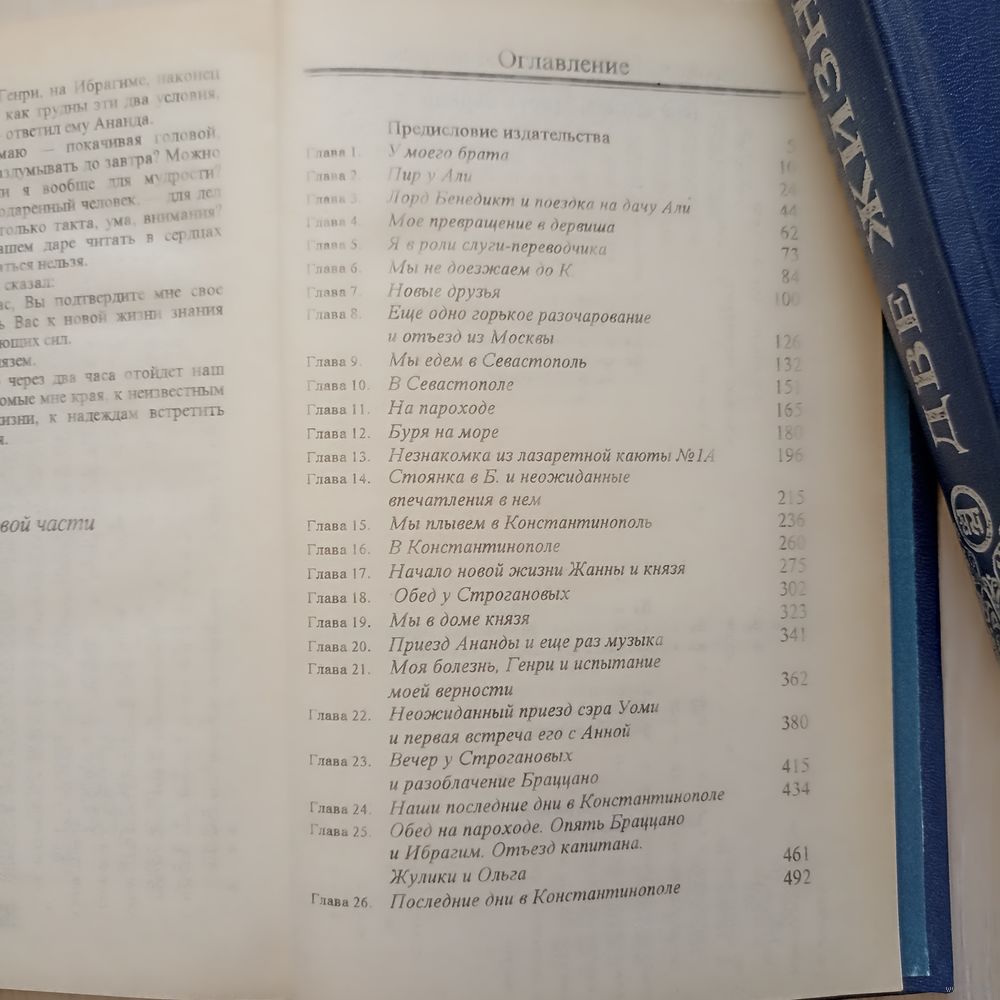 Генри, на Ибрагиме, наконец
как трудны эти два условия,
ответил ему Ананда.
маю — покачивая головой,
здумывать до завтра? Можно
и я вообще для мудрости?
одаренный человек, — для дел
только такта, ума, внимания?
ашем даре читать в сердцах
аться нельзя.
сказал:
ас, Вы подтвердите мне свое
ь Вас к новой жизни знания
ющих сил.
язем.
через два часа отойдет наш
омые мне края, к неизвестным
изни, к надеждам встретить
я.
вой части
Оглавление
Предисловие издательства 5
Глава 1. У моего брата 10
Глава 2. Пир у Али 24
Глава 3. Лорд Бенедикт и поездка на дачу Али 44
Глава 4. Мое превращение в дервиша 62
Глава 5. Я в роли слуги-переводчика 73
Глава 6. Мы не доезжаем до К. 84
Глава 7. Новые друзья 100
Глава 8. Еще одно горькое разочарование
и отъезд из Москвы 126
Глава 9. Мы едем в Севастополь 132
Глава 10. В Севастополе 151
Глава 11. На пароходе 165
Глава 12. Буря на море 180
Глава 13. Незнакомка из лазаретной каюты №1А 196
Глава 14. Стоянка в Б. и неожиданные
впечатления в нем 215
Глава 15. Мы плывем в Константинополь 236
Глава 16. В Константинополе 260
Глава 17. Начало новой жизни Жанны и князя 275
Глава 18. Обед у Строгановых 302
Глава 19. Мы в доме князя 323
Глава 20. Приезд Ананды и еще раз музыка 341
Глава 21. Моя болезнь, Генри и испытание
моей верности 362
Глава 22. Неожиданный приезд сэра Уоми
и первая встреча его с Анной 380
Глава 23. Вечер у Строгановых
и разоблачение Браццано 415
Глава 24. Наши последние дни в Константинополе 434
Глава 25. Обед на пароходе. Опять Браццано
и Ибрагим. Отъезд капитана.
Жулики и Ольга 461
Глава 26. Последние дни в Константинополе 492
ДВЕ ЖИЗН